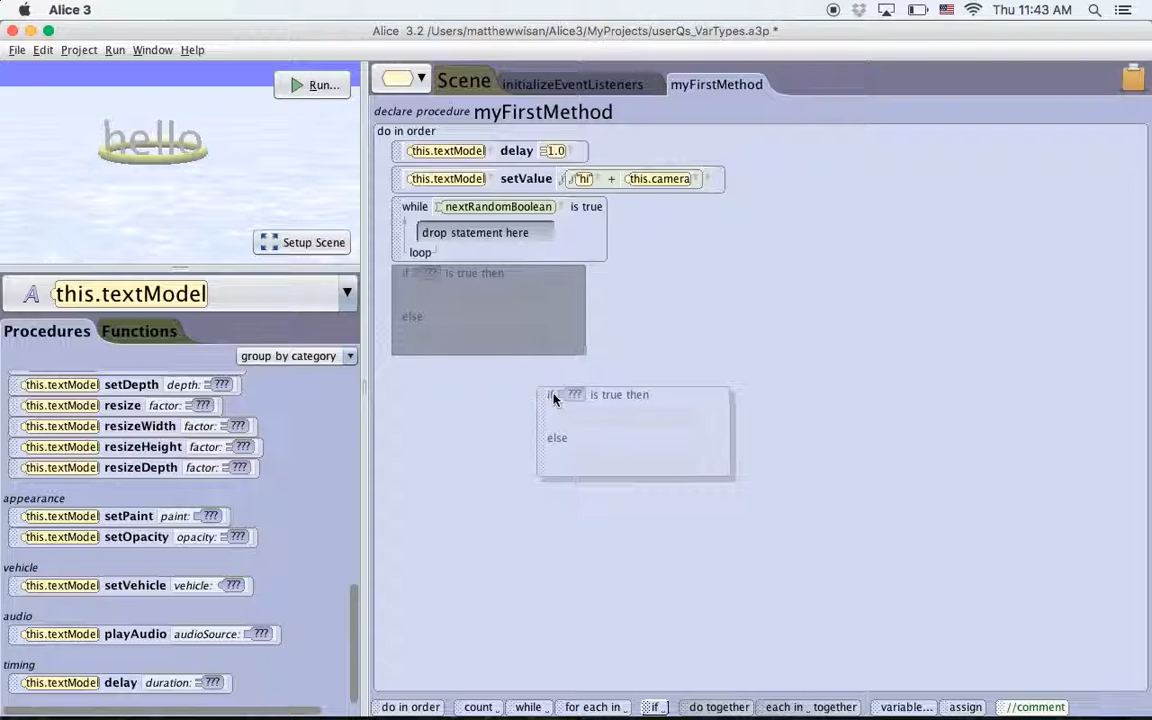 Alice 3 Thu 11:43 AM
Alice 3.2 /Users/matthewwisan/Alice3/MyProjects/userQs_VarTypes.a3p *
File Edit Project Run Window Help
Run...
hello
Setup Scene
Scene initializeEventListeners myFirstMethod
declare procedure myFirstMethod
do in order
this.textModel delay 1.0
this.textModel setValue "hi" + this.camera
while nextRandomBoolean is true
drop statement here
loop
if ??? is true then
else
if ??? is true then
else
A this.textModel
Procedures Functions
group by category
this.textModel setDepth depth: ???
this.textModel resize factor: ???
this.textModel resizeWidth factor: ???
this.textModel resizeHeight factor: ???
this.textModel resizeDepth factor: ???
appearance
this.textModel setPaint paint: ???
this.textModel setOpacity opacity: ???
vehicle
this.textModel setVehicle vehicle: ???
audio
this.textModel playAudio audioSource: ???
timing
this.textModel delay duration: ???
do in order count while for each in if do together each in together variable... assign //comment